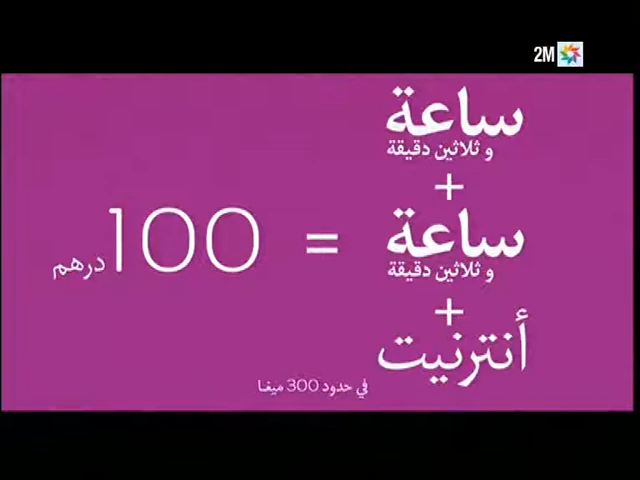 2M
ساعة
و ثلاثين دقيقة
+
ساعة
و ثلاثين دقيقة
= 100 درهم
+
أنترنيت
في حدود 300 ميغا